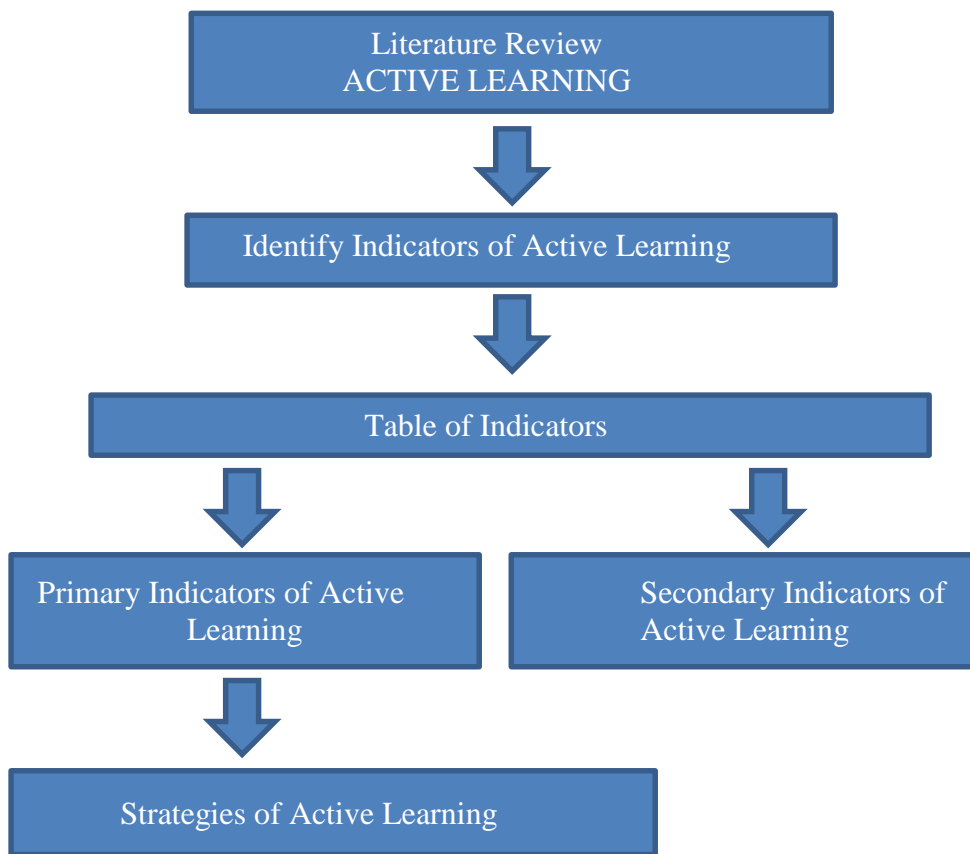 Literature Review
ACTIVE LEARNING
Identify Indicators of Active Learning
Table of Indicators
Primary Indicators of Active
Learning
Secondary Indicators of
Active Learning
Strategies of Active Learning